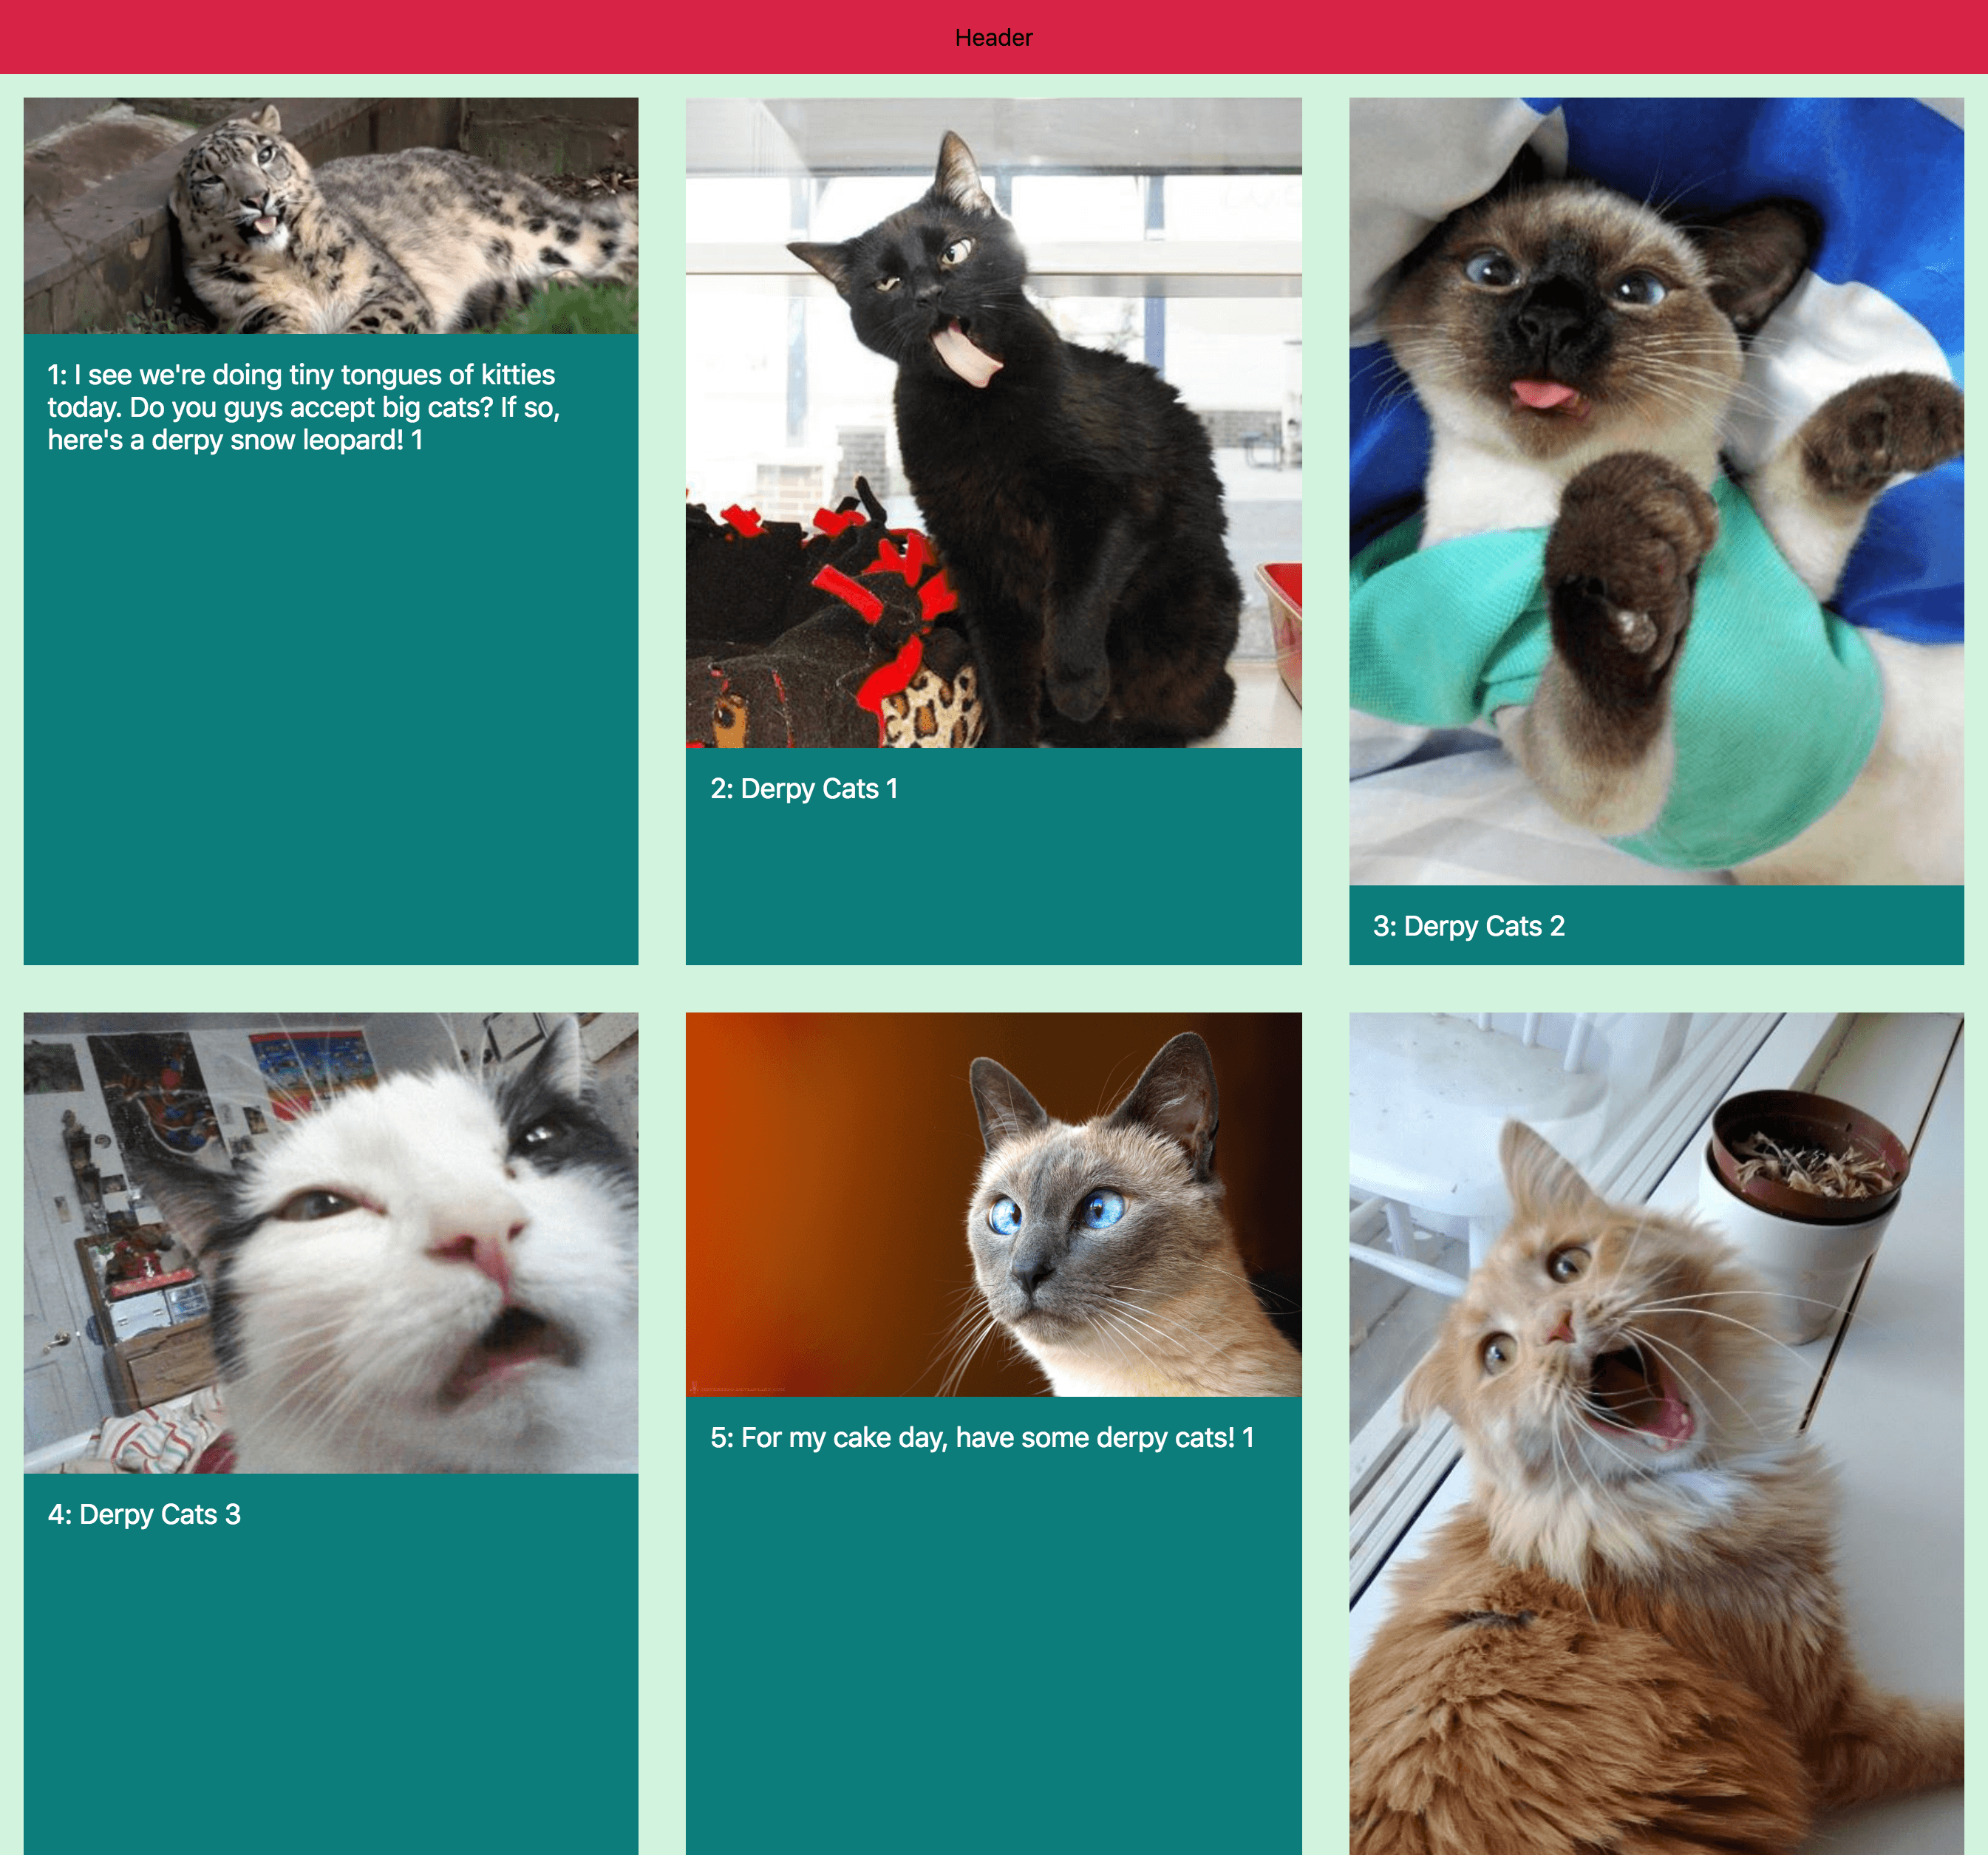 Header
1: I see we're doing tiny tongues of kitties
today. Do you guys accept big cats? If so,
here's a derpy snow leopard! 1
2: Derpy Cats 1
3: Derpy Cats 2
4: Derpy Cats 3
5: For my cake day, have some derpy cats! 1